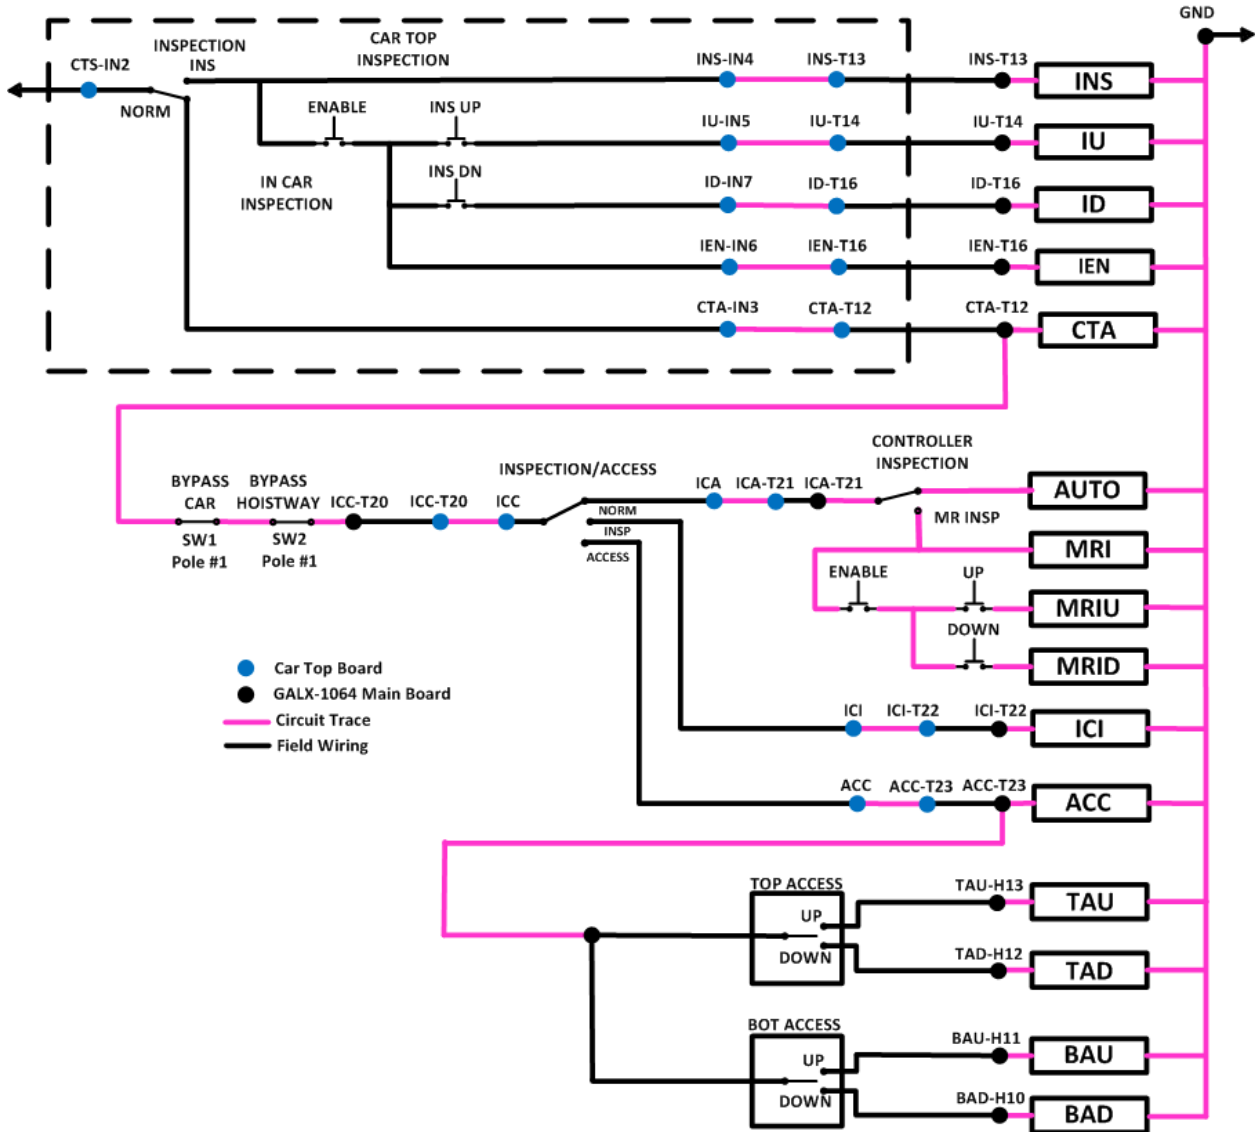 GND
INSPECTION
INS
CAR TOP
INSPECTION
CTS-IN2
NORM
INS-IN4
INS-T13
INS-T13
INS
ENABLE
INS UP
IU-IN5
IU-T14
IU-T14
IU
IN CAR
INSPECTION
INS DN
ID-IN7
ID-T16
ID-T16
ID
IEN-IN6
IEN-T16
IEN-T16
IEN
CTA-IN3
CTA-T12
CTA-T12
CTA
BYPASS
CAR
BYPASS
HOISTWAY
ICC-T20
ICC-T20
ICC
SW1
Pole #1
SW2
Pole #1
INSPECTION/ACCESS
NORM
INSP
ACCESS
ICA
ICA-T21
ICA-T21
CONTROLLER
INSPECTION
AUTO
MR INSP
MRI
ENABLE
UP
MRIU
DOWN
MRID
Car Top Board
GALX-1064 Main Board
Circuit Trace
Field Wiring
ICI
ICI-T22
ICI-T22
ICI
ACC
ACC-T23
ACC-T23
ACC
TOP ACCESS
UP
DOWN
TAU-H13
TAU
TAD-H12
TAD
BOT ACCESS
UP
DOWN
BAU-H11
BAU
BAD-H10
BAD